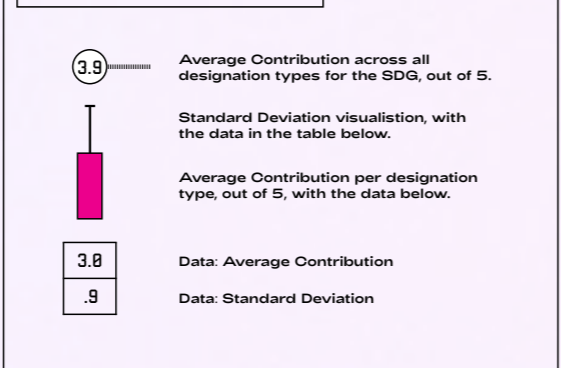 3.9
Average Contribution across all
designation types for the SDG, out of 5.
Standard Deviation visualistion, with
the data in the table below.
Average Contribution per designation
type, out of 5, with the data below.
3.0
Data: Average Contribution
.9
Data: Standard Deviation